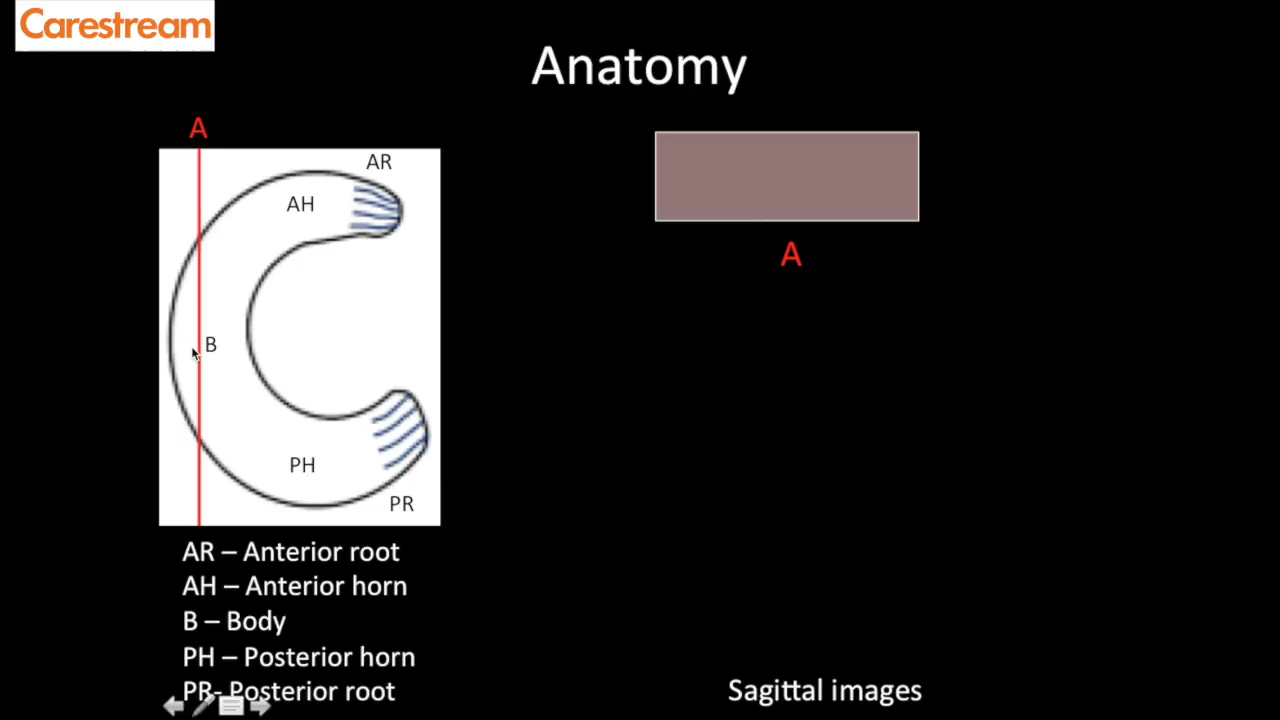 Carestream
Anatomy
A
AR
AH
B
PH
PR
A
AR – Anterior root
AH – Anterior horn
B – Body
PH – Posterior horn
PR- Posterior root
Sagittal images